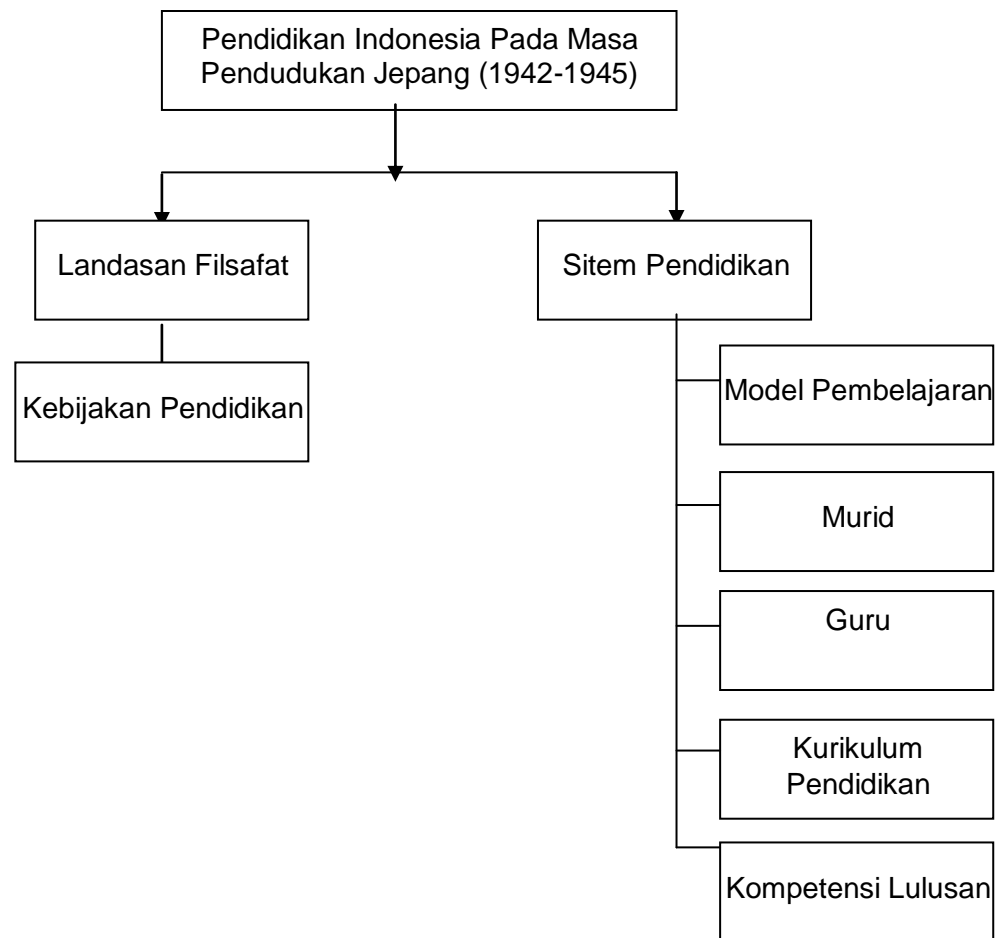 Pendidikan Indonesia Pada Masa
Pendudukan Jepang (1942-1945)
Landasan Filsafat
Sitem Pendidikan
Kebijakan Pendidikan
Model Pembelajaran
Murid
Guru
Kurikulum
Pendidikan
Kompetensi Lulusan